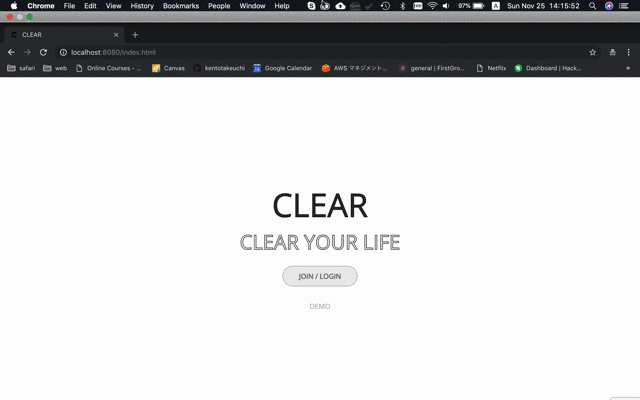 Chrome File Edit View History Bookmarks People Window Help 97% Sun Nov 25 14:15:52
CLEAR
localhost:8080/index.html
safari web Online Courses - ... Canvas kentotakeuchi Google Calendar AWS マネジメント... general | FirstGro... Netflix Dashboard | Hack...
CLEAR
CLEAR YOUR LIFE
JOIN / LOGIN
DEMO